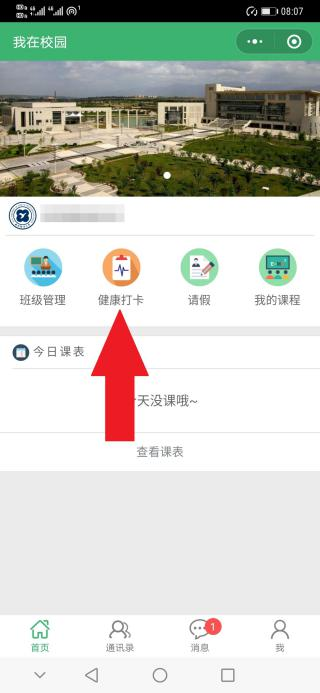 08:07
我在校园
班级管理 健康打卡 请假 我的课程
今日课表
天没课哦~
查看课表
1
首页 通讯录 消息 我